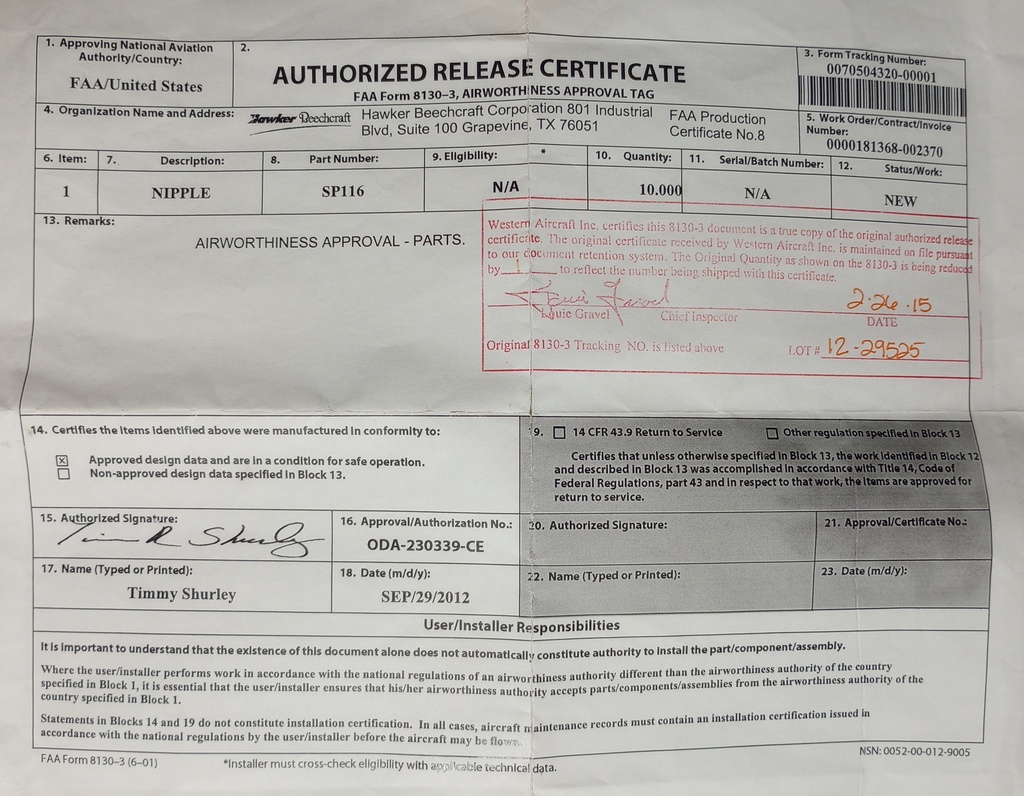 1. Approving National Aviation
Authority/Country:
FAA/United States
2.
AUTHORIZED RELEASE CERTIFICATE
FAA Form 8130–3, AIRWORTHINESS APPROVAL TAG
3. Form Tracking Number:
0070504320-00001
4. Organization Name and Address:
Hawker Beechcraft
Hawker Beechcraft Corporation 801 Industrial
Blvd, Suite 100 Grapevine, TX 76051
FAA Production
Certificate No.8
5. Work Order/Contract/Invoice
Number:
0000181368-002370
6. Item:
1
7. Description:
NIPPLE
8. Part Number:
SP116
9. Eligibility: *
N/A
10. Quantity:
10.000
11. Serial/Batch Number:
N/A
12. Status/Work:
NEW
13. Remarks:
AIRWORTHINESS APPROVAL - PARTS.
Western Aircraft Inc. certifies this 8130-3 document is a true copy of the original authorized release
certificate. The original certificate received by Western Aircraft Inc. is maintained on file pursuant
to our document retention system. The Original Quantity as shown on the 8130-3 is being reduced
by 1 to reflect the number being shipped with this certificate.
Louie Gravel Chief Inspector
2-26-15
DATE
Original 8130-3 Tracking NO. is listed above
LOT # 12-29525
14. Certifies the items identified above were manufactured in conformity to:
Approved design data and are in a condition for safe operation.
Non-approved design data specified in Block 13.
19. 14 CFR 43.9 Return to Service Other regulation specified in Block 13
Certifies that unless otherwise specified in Block 13, the work identified in Block 12
and described in Block 13 was accomplished in accordance with Title 14, Code of
Federal Regulations, part 43 and in respect to that work, the items are approved for
return to service.
15. Authorized Signature:
Timm R Shurley
16. Approval/Authorization No.:
ODA-230339-CE
20. Authorized Signature:
21. Approval/Certificate No.:
17. Name (Typed or Printed):
Timmy Shurley
18. Date (m/d/y):
SEP/29/2012
22. Name (Typed or Printed):
23. Date (m/d/y):
User/Installer Responsibilities
It is important to understand that the existence of this document alone does not automatically constitute authority to install the part/component/assembly.
Where the user/installer performs work in accordance with the national regulations of an airworthiness authority different than the airworthiness authority of the country
specified in Block 1, it is essential that the user/installer ensures that his/her airworthiness authority accepts parts/components/assemblies from the airworthiness authority of the
country specified in Block 1.
Statements in Blocks 14 and 19 do not constitute installation certification. In all cases, aircraft maintenance records must contain an installation certification issued in
accordance with the national regulations by the user/installer before the aircraft may be flown.
FAA Form 8130–3 (6–01)
*Installer must cross-check eligibility with applicable technical data.
NSN: 0052-00-012-9005